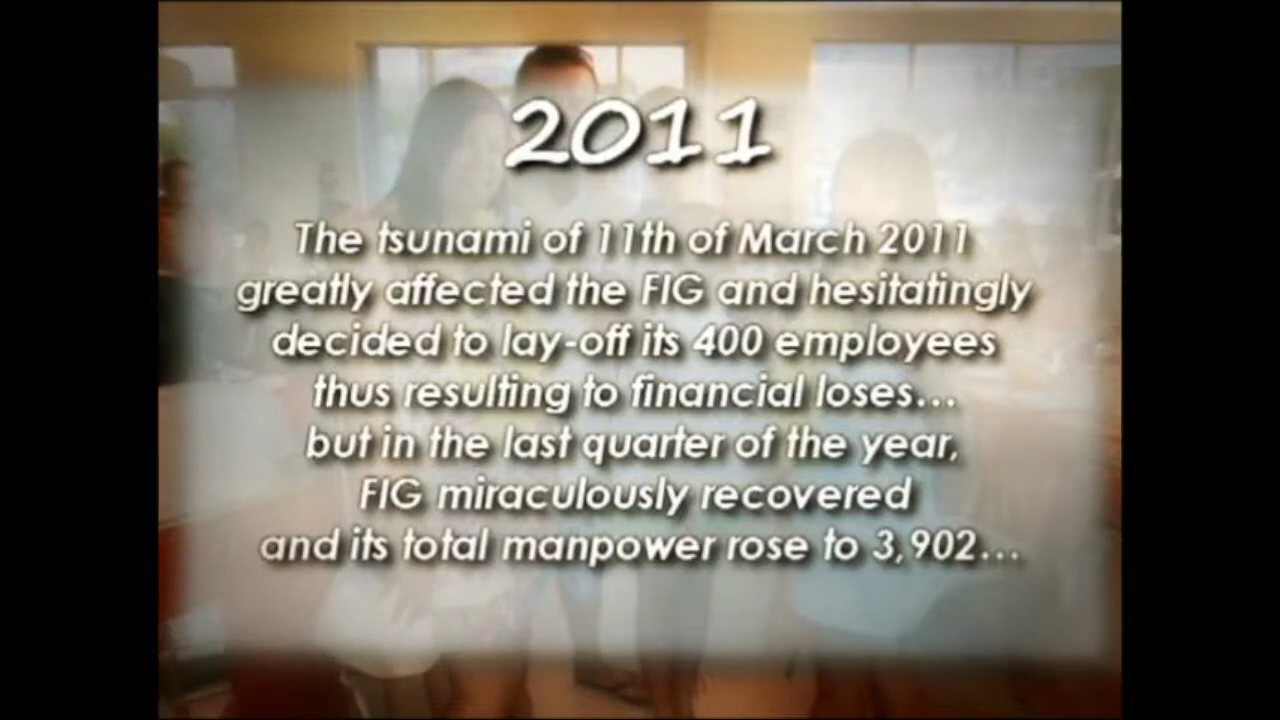 2011
The tsunami of 11th of March 2011
greatly affected the FIG and hesitatingly
decided to lay-off its 400 employees
thus resulting to financial loses...
but in the last quarter of the year,
FIG miraculously recovered
and its total manpower rose to 3,902...